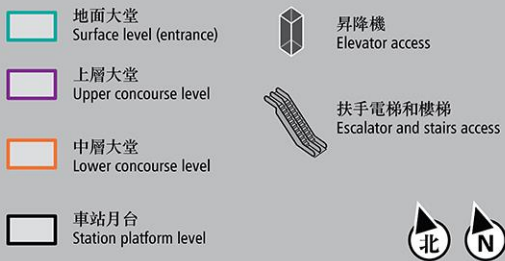 地面大堂
Surface level (entrance)
上層大堂
Upper concourse level
中層大堂
Lower concourse level
車站月台
Station platform level
昇降機
Elevator access
扶手電梯和樓梯
Escalator and stairs access
北
N